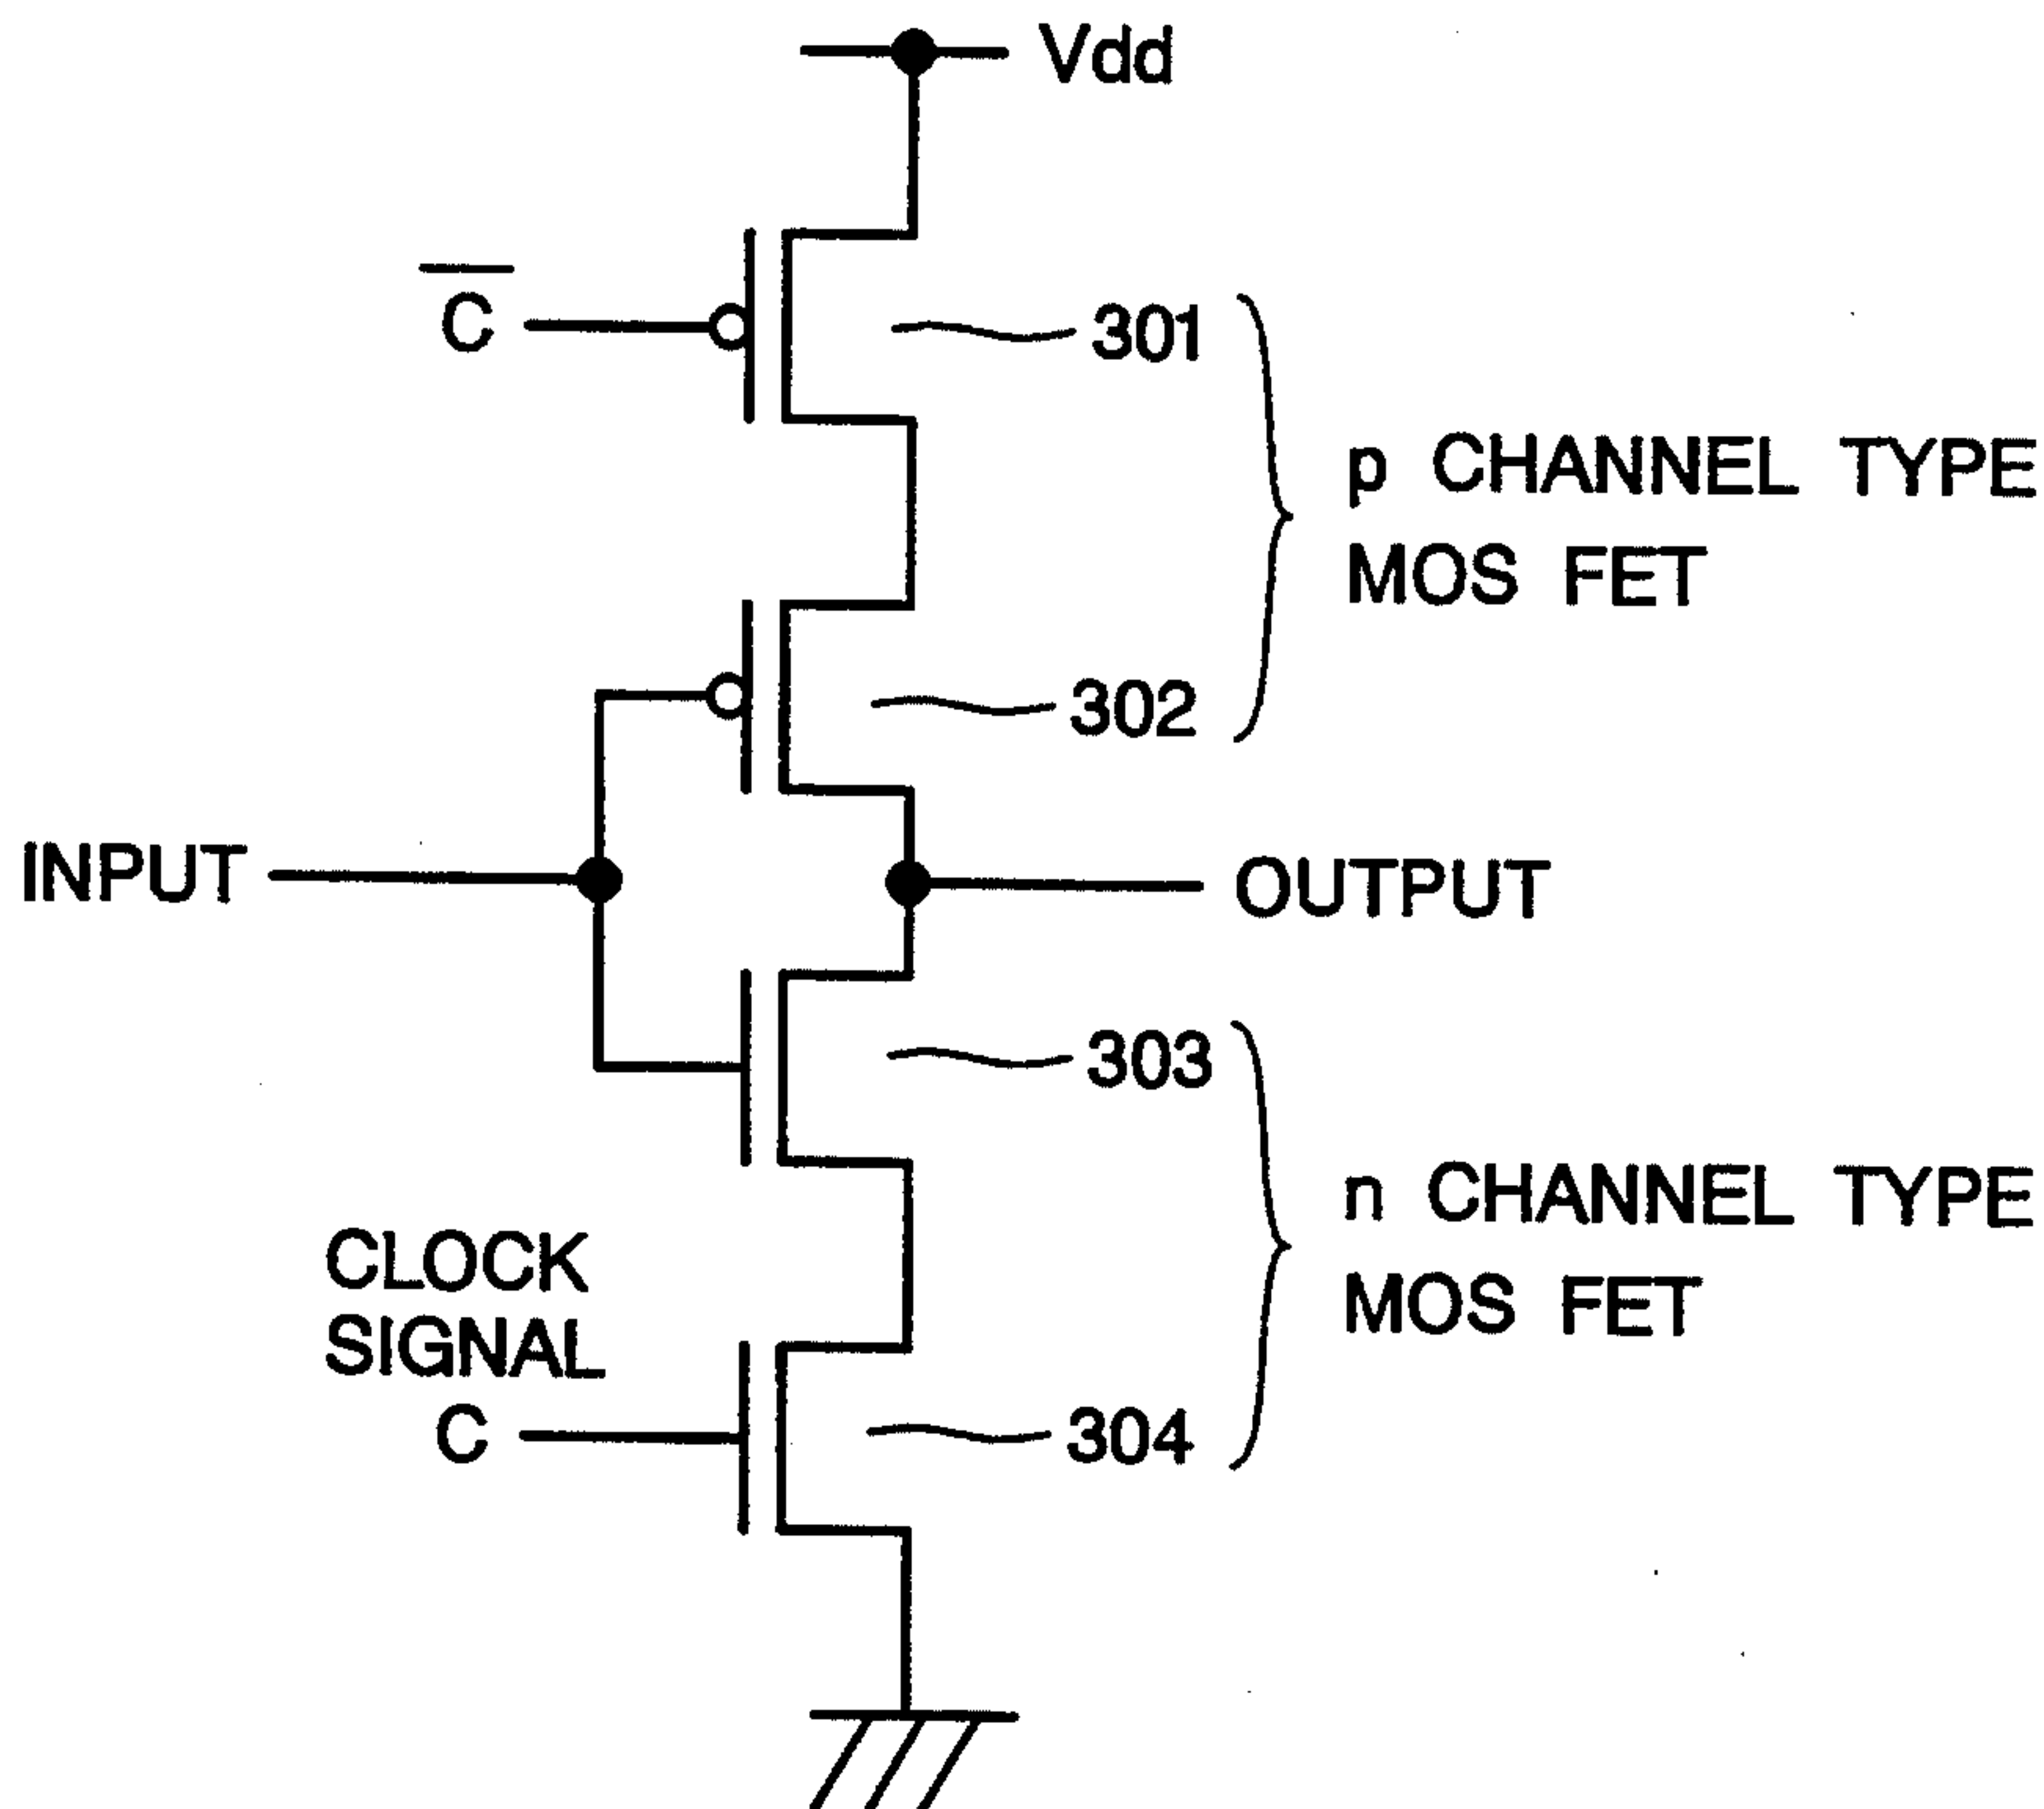 Vdd
C̅
301
p CHANNEL TYPE
MOS FET
302
INPUT
OUTPUT
303
n CHANNEL TYPE
MOS FET
CLOCK
SIGNAL
C
304